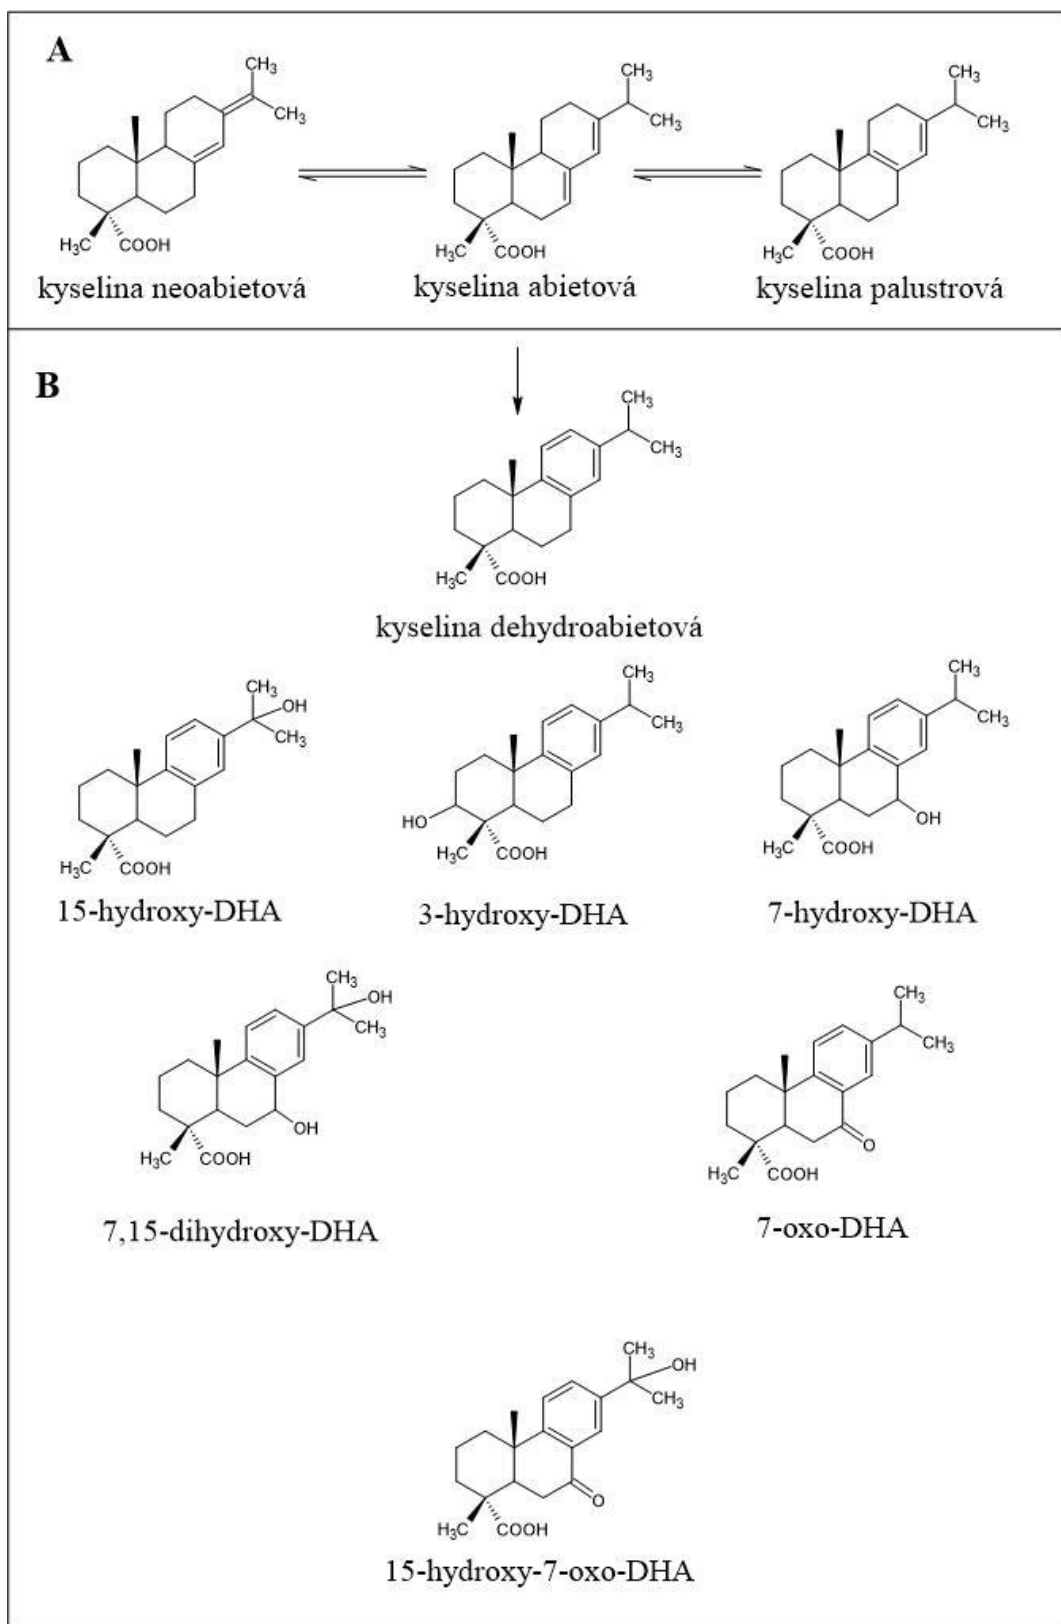 A
CH₃
CH₃
H₃C COOH
kyselina neoabietová
CH₃
CH₃
H₃C COOH
kyselina abietová
CH₃
CH₃
H₃C COOH
kyselina palustrová
B
CH₃
CH₃
H₃C COOH
kyselina dehydroabietová
CH₃
OH
CH₃
H₃C COOH
15-hydroxy-DHA
CH₃
CH₃
HO
H₃C COOH
3-hydroxy-DHA
CH₃
CH₃
OH
H₃C COOH
7-hydroxy-DHA
CH₃
OH
CH₃
OH
H₃C COOH
7,15-dihydroxy-DHA
CH₃
CH₃
O
H₃C COOH
7-oxo-DHA
CH₃
OH
CH₃
O
H₃C COOH
15-hydroxy-7-oxo-DHA